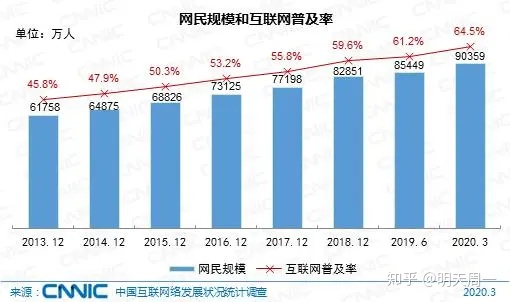 网民规模和互联网普及率
单位：万人
45.8% 47.9% 50.3% 53.2% 55.8% 59.6% 61.2% 64.5%
61758 64875 68826 73125 77198 82851 85449 90359
2013.12 2014.12 2015.12 2016.12 2017.12 2018.12 2019.6 2020.3
网民规模 互联网普及率
来源：CNNIC 中国互联网络发展状况统计调查 2020.3
知乎 @明天周一